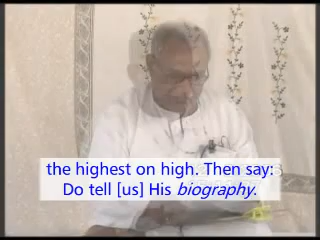 the highest on high. Then say:
Do tell [us] His biography.